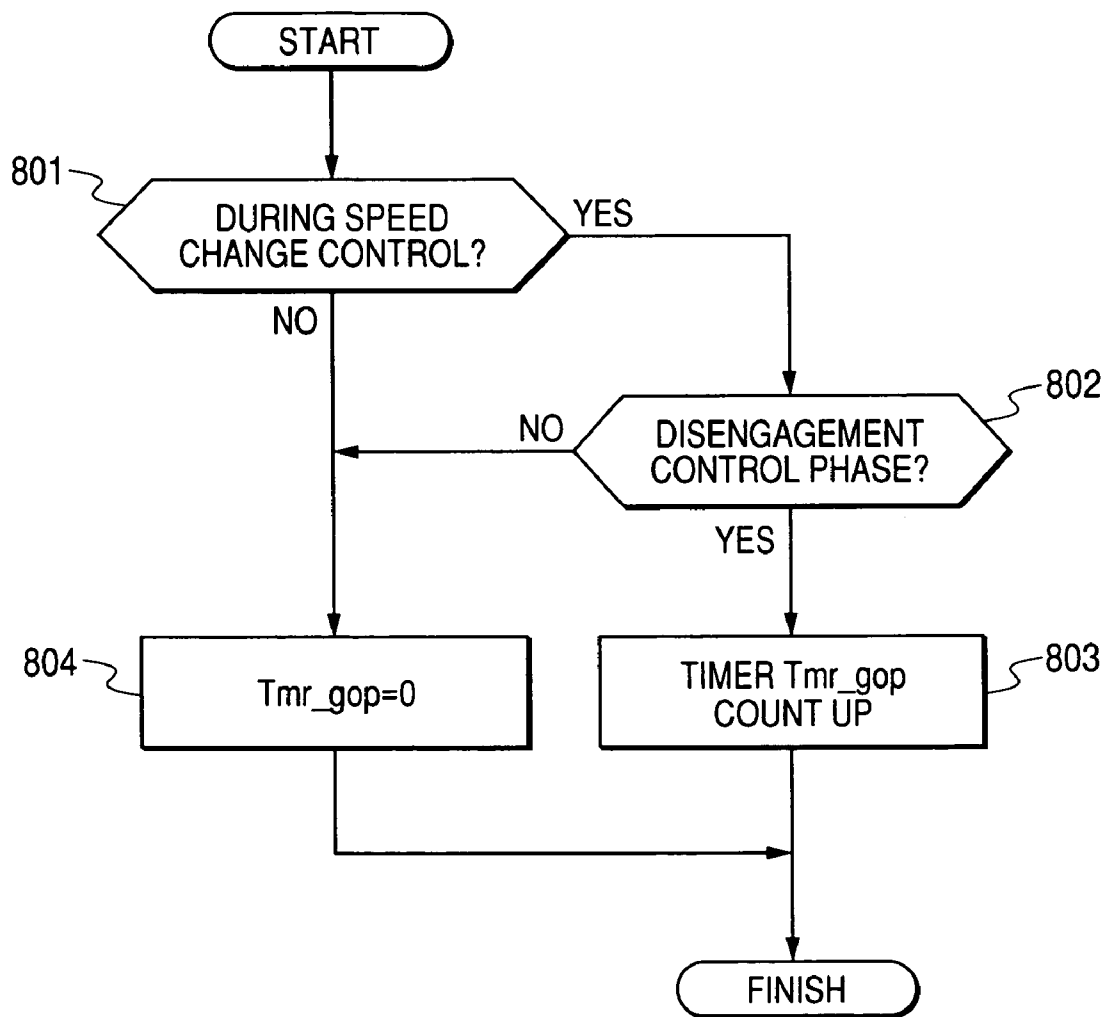 START
801
DURING SPEED
CHANGE CONTROL?
YES
NO
802
NO
DISENGAGEMENT
CONTROL PHASE?
YES
804
Tmr_gop=0
TIMER Tmr_gop
COUNT UP
803
FINISH